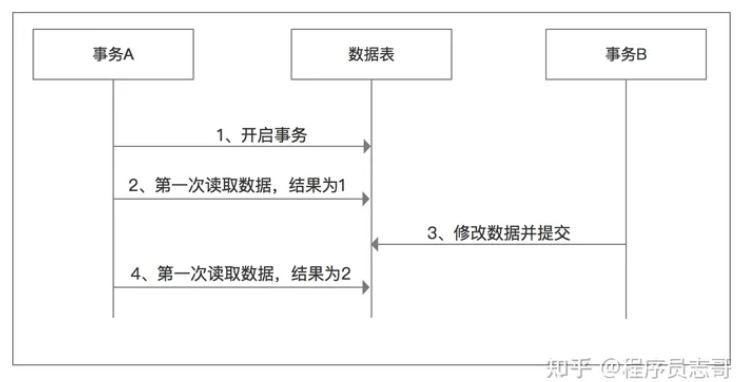 事务A
数据表
事务B
1、开启事务
2、第一次读取数据，结果为1
3、修改数据并提交
4、第一次读取数据，结果为2
知乎 @程序员志哥